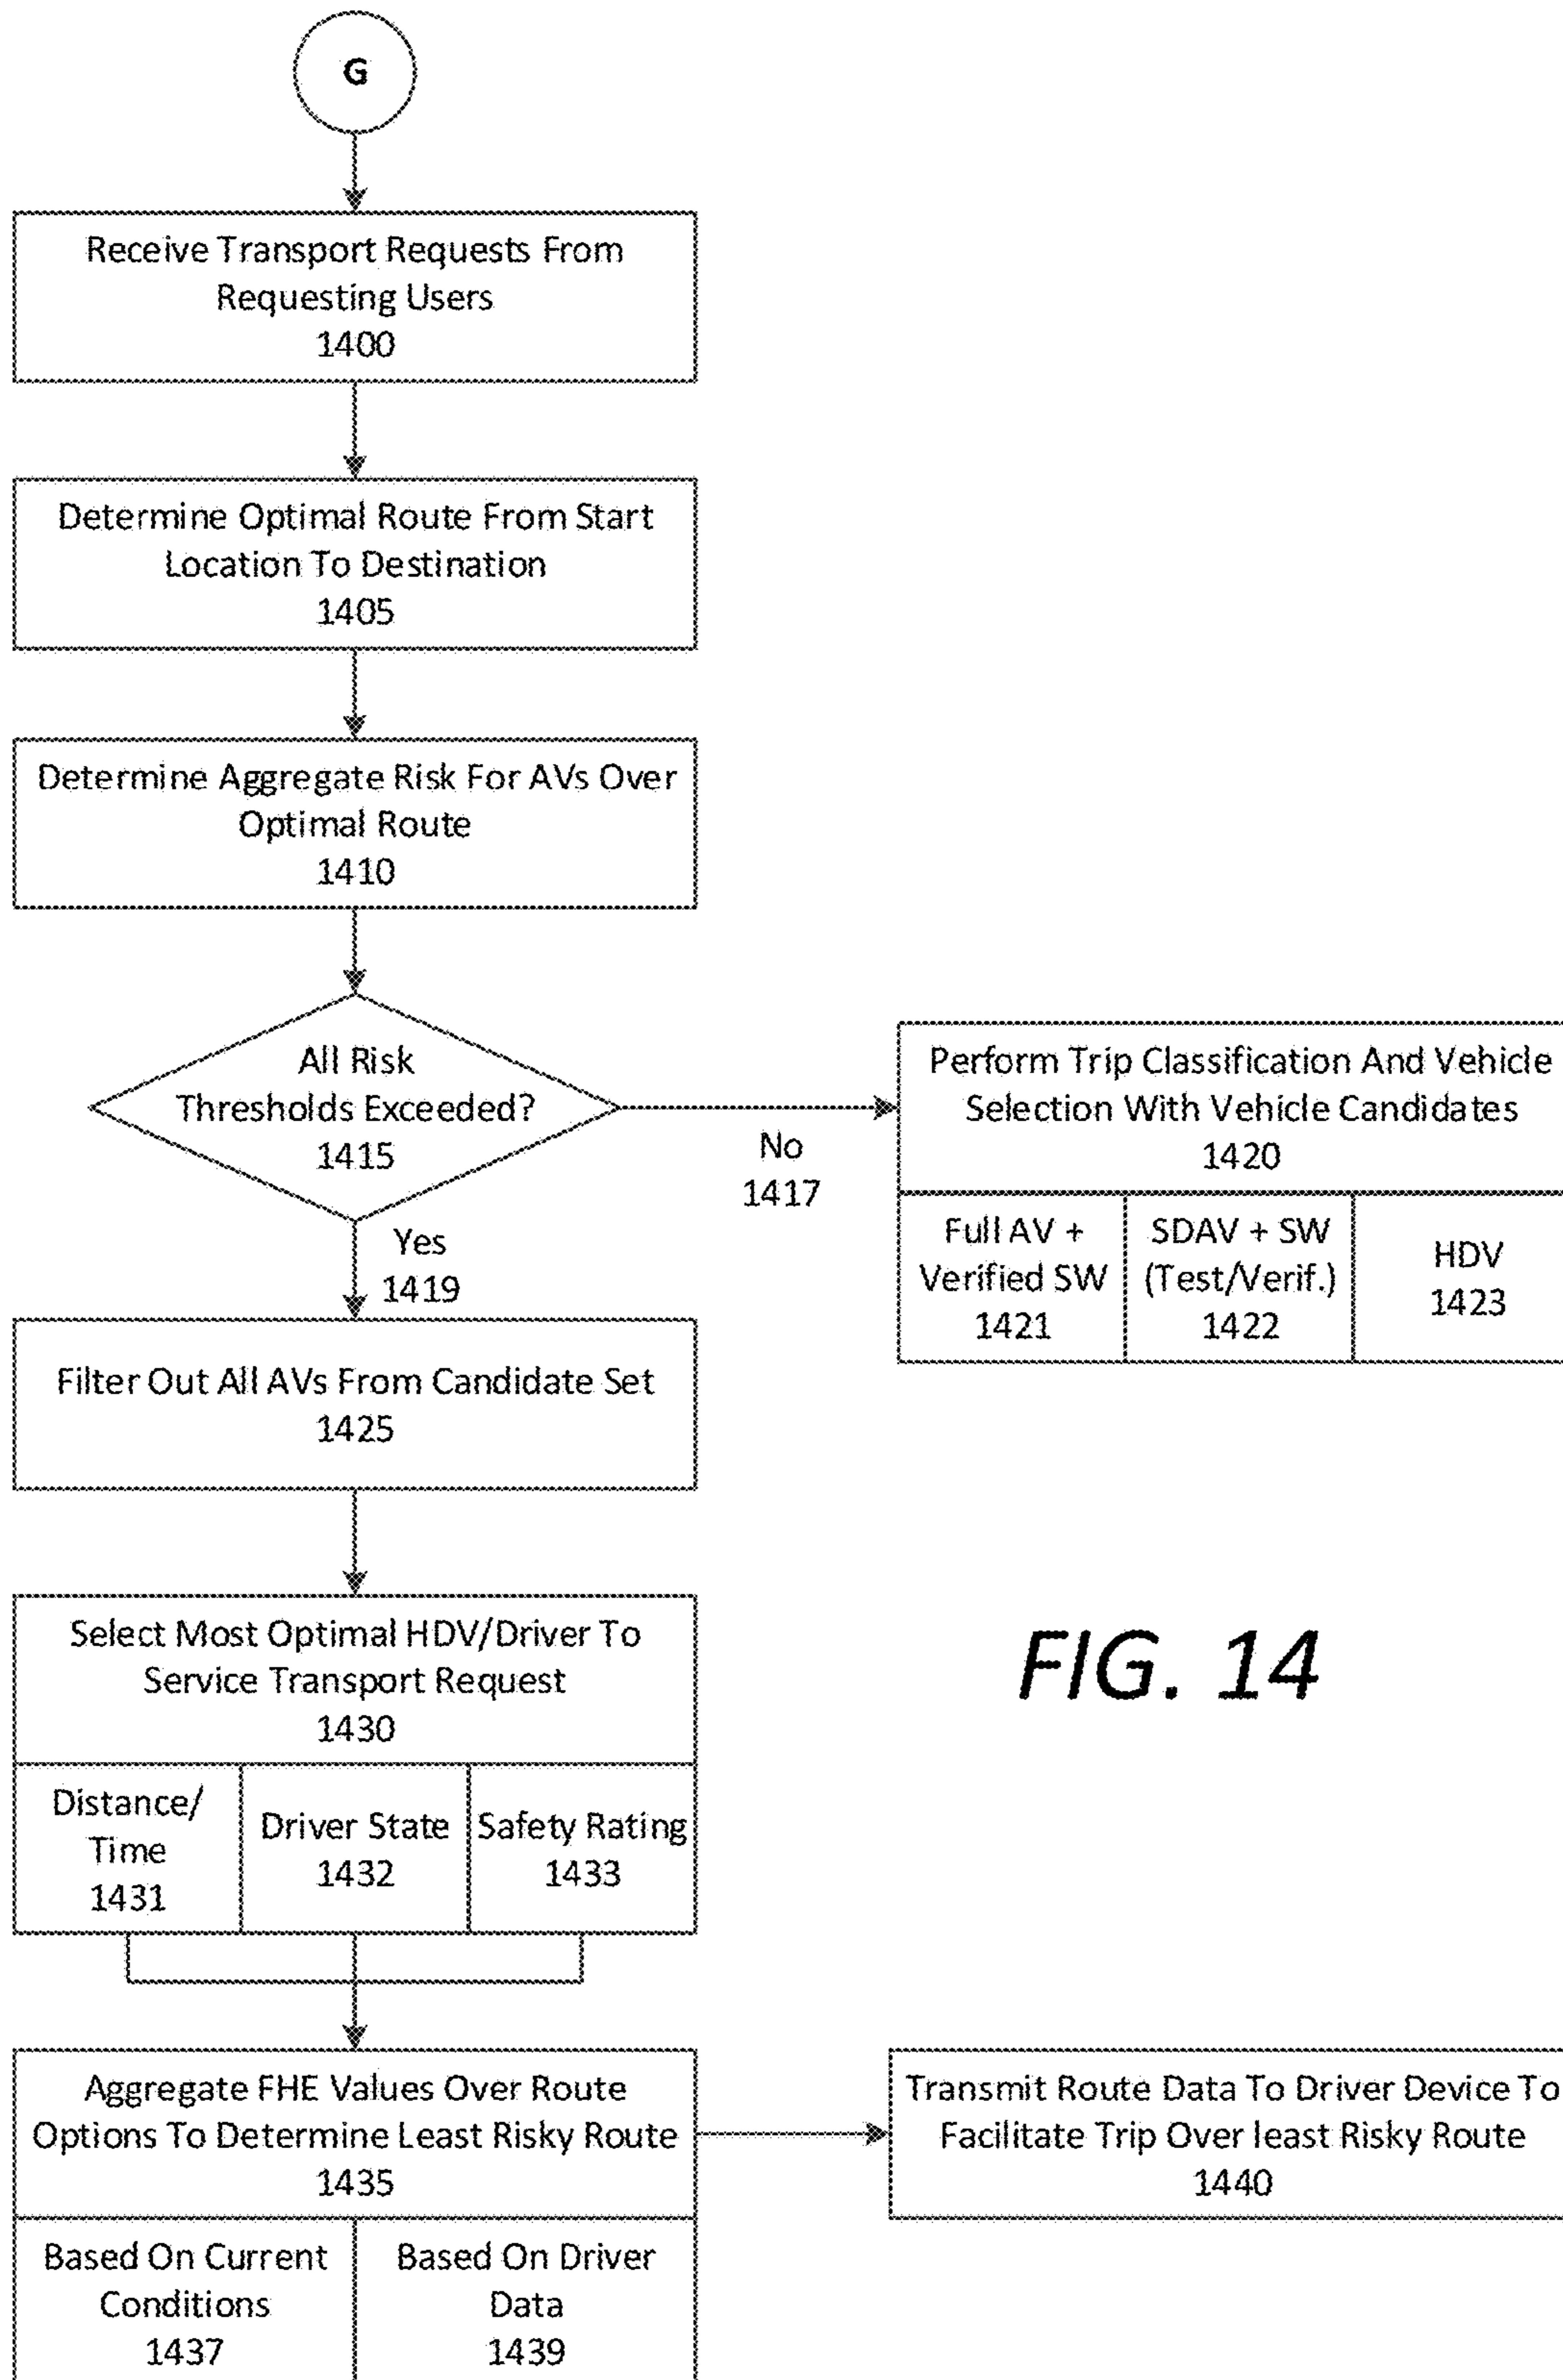 G
Receive Transport Requests From
Requesting Users
1400
Determine Optimal Route From Start
Location To Destination
1405
Determine Aggregate Risk For AVs Over
Optimal Route
1410
All Risk
Thresholds Exceeded?
1415
No
1417
Perform Trip Classification And Vehicle
Selection With Vehicle Candidates
1420
Full AV +
Verified SW
1421
SDAV + SW
(Test/Verif.)
1422
HDV
1423
Yes
1419
Filter Out All AVs From Candidate Set
1425
Select Most Optimal HDV/Driver To
Service Transport Request
1430
Distance/
Time
1431
Driver State
1432
Safety Rating
1433
FIG. 14
Aggregate FHE Values Over Route
Options To Determine Least Risky Route
1435
Based On Current
Conditions
1437
Based On Driver
Data
1439
Transmit Route Data To Driver Device To
Facilitate Trip Over least Risky Route
1440